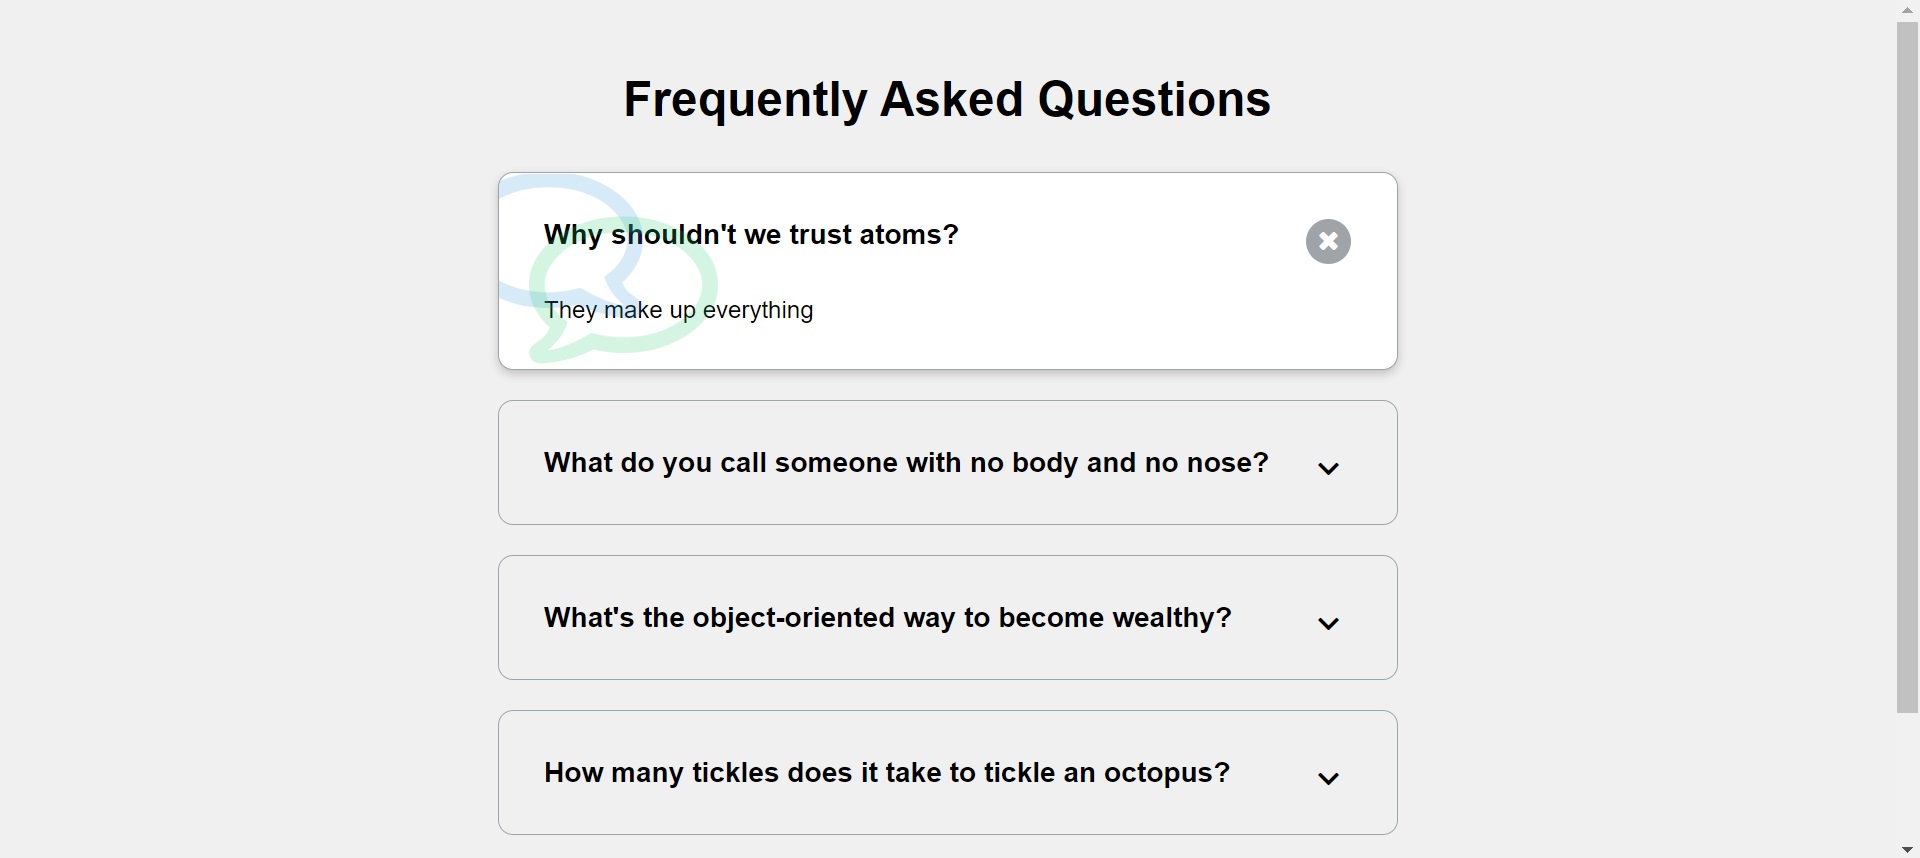 Frequently Asked Questions
Why shouldn't we trust atoms?
They make up everything
What do you call someone with no body and no nose?
What's the object-oriented way to become wealthy?
How many tickles does it take to tickle an octopus?